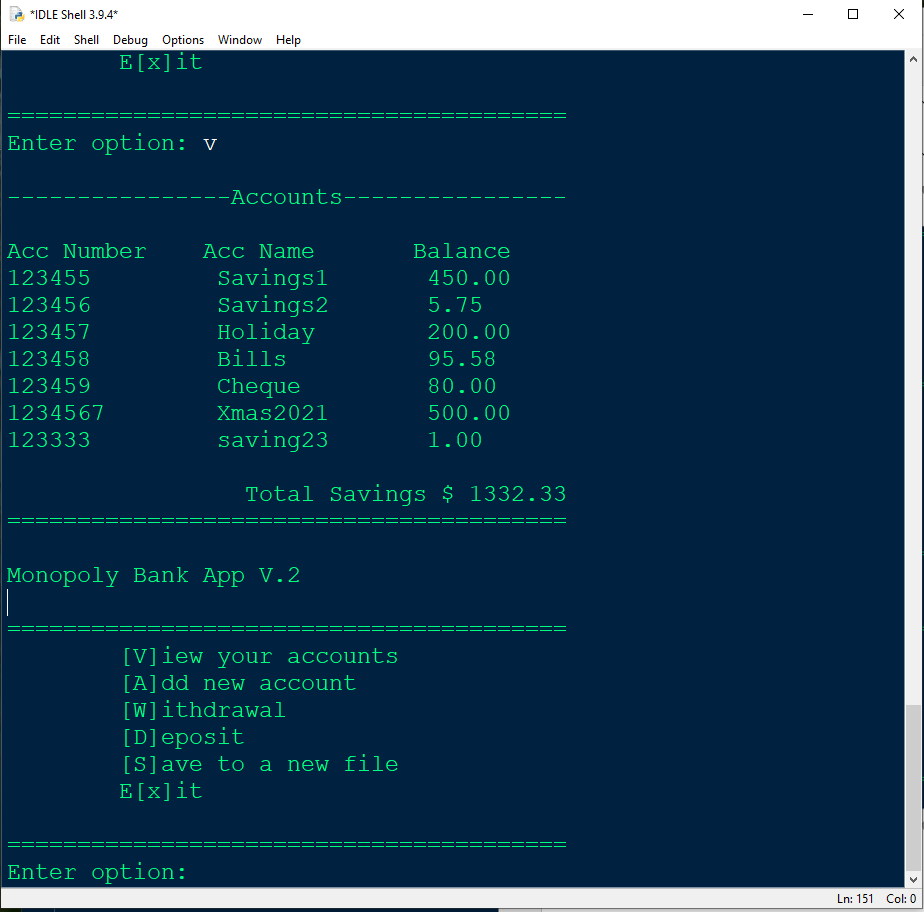 *IDLE Shell 3.9.4*
File Edit Shell Debug Options Window Help
E[x]it
========================================
Enter option: v
----------------Accounts----------------
Acc Number    Acc Name       Balance
123455         Savings1       450.00
123456         Savings2       5.75
123457         Holiday        200.00
123458         Bills          95.58
123459         Cheque         80.00
1234567        Xmas2021       500.00
123333         saving23       1.00
Total Savings $ 1332.33
========================================
Monopoly Bank App V.2
========================================
[V]iew your accounts
[A]dd new account
[W]ithdrawal
[D]eposit
[S]ave to a new file
E[x]it
========================================
Enter option:
Ln: 151 Col: 0